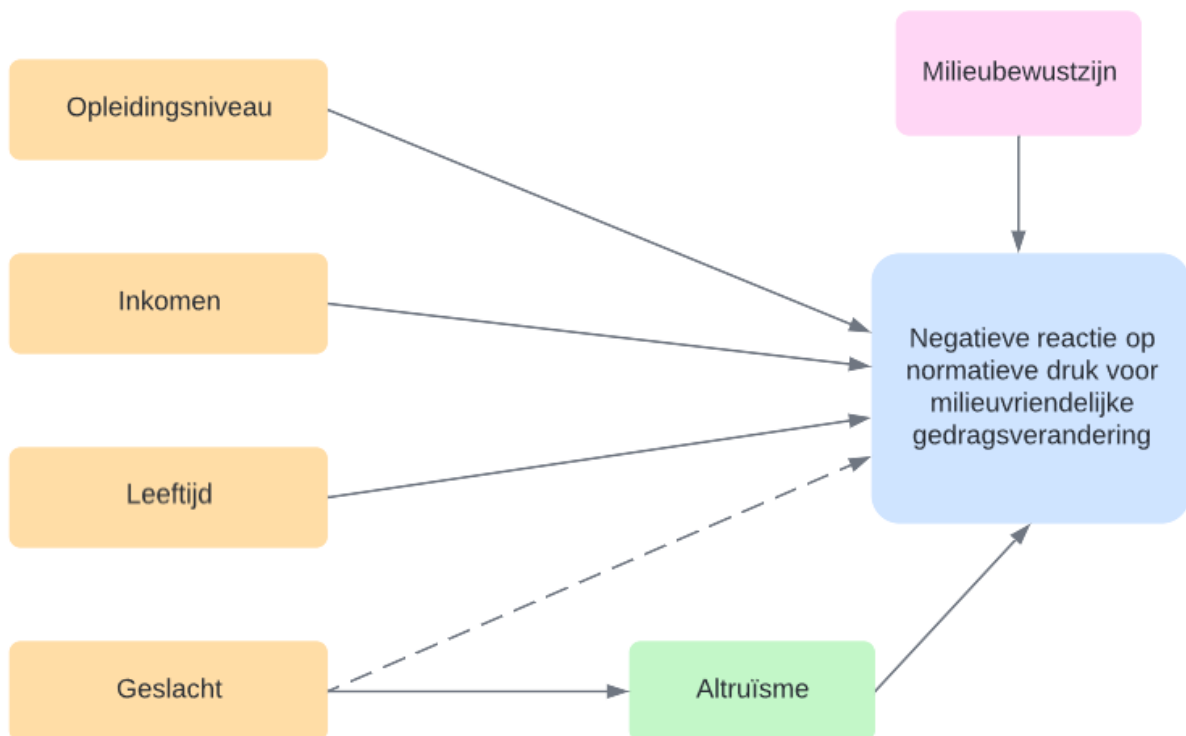 Milieubewustzijn
Opleidingsniveau
Inkomen
Negatieve reactie op
normatieve druk voor
milieuvriendelijke
gedragsverandering
Leeftijd
Geslacht
Altruïsme